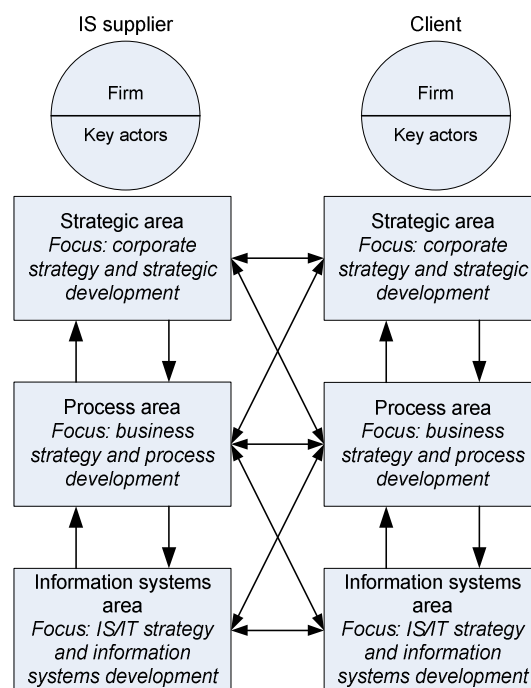 IS supplier
Client
Firm
Key actors
Firm
Key actors
Strategic area
Focus: corporate
strategy and strategic
development
Strategic area
Focus: corporate
strategy and strategic
development
Process area
Focus: business
strategy and process
development
Process area
Focus: business
strategy and process
development
Information systems
area
Focus: IS/IT strategy
and information
systems development
Information systems
area
Focus: IS/IT strategy
and information
systems development